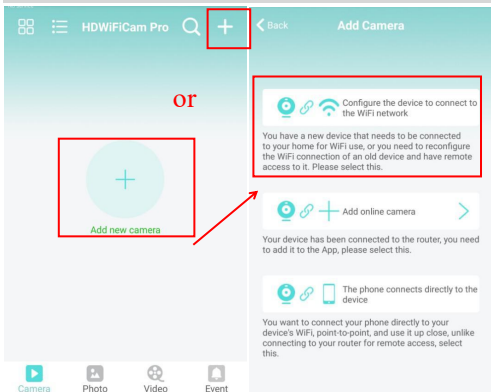 HDWiFiCam Pro
or
Add new camera
Camera Photo Video Event
Back Add Camera
Configure the device to connect to
the WiFi network
You have a new device that needs to be connected
to your home for WiFi use, or you need to reconfigure
the WiFi connection of an old device and have remote
access to it. Please select this.
Add online camera
Your device has been connected to the router, you need
to add it to the App, please select this.
The phone connects directly to the
device
You want to connect your phone directly to your
device's WiFi, point-to-point, and use it up close, unlike
connecting to your router for remote access, select
this.